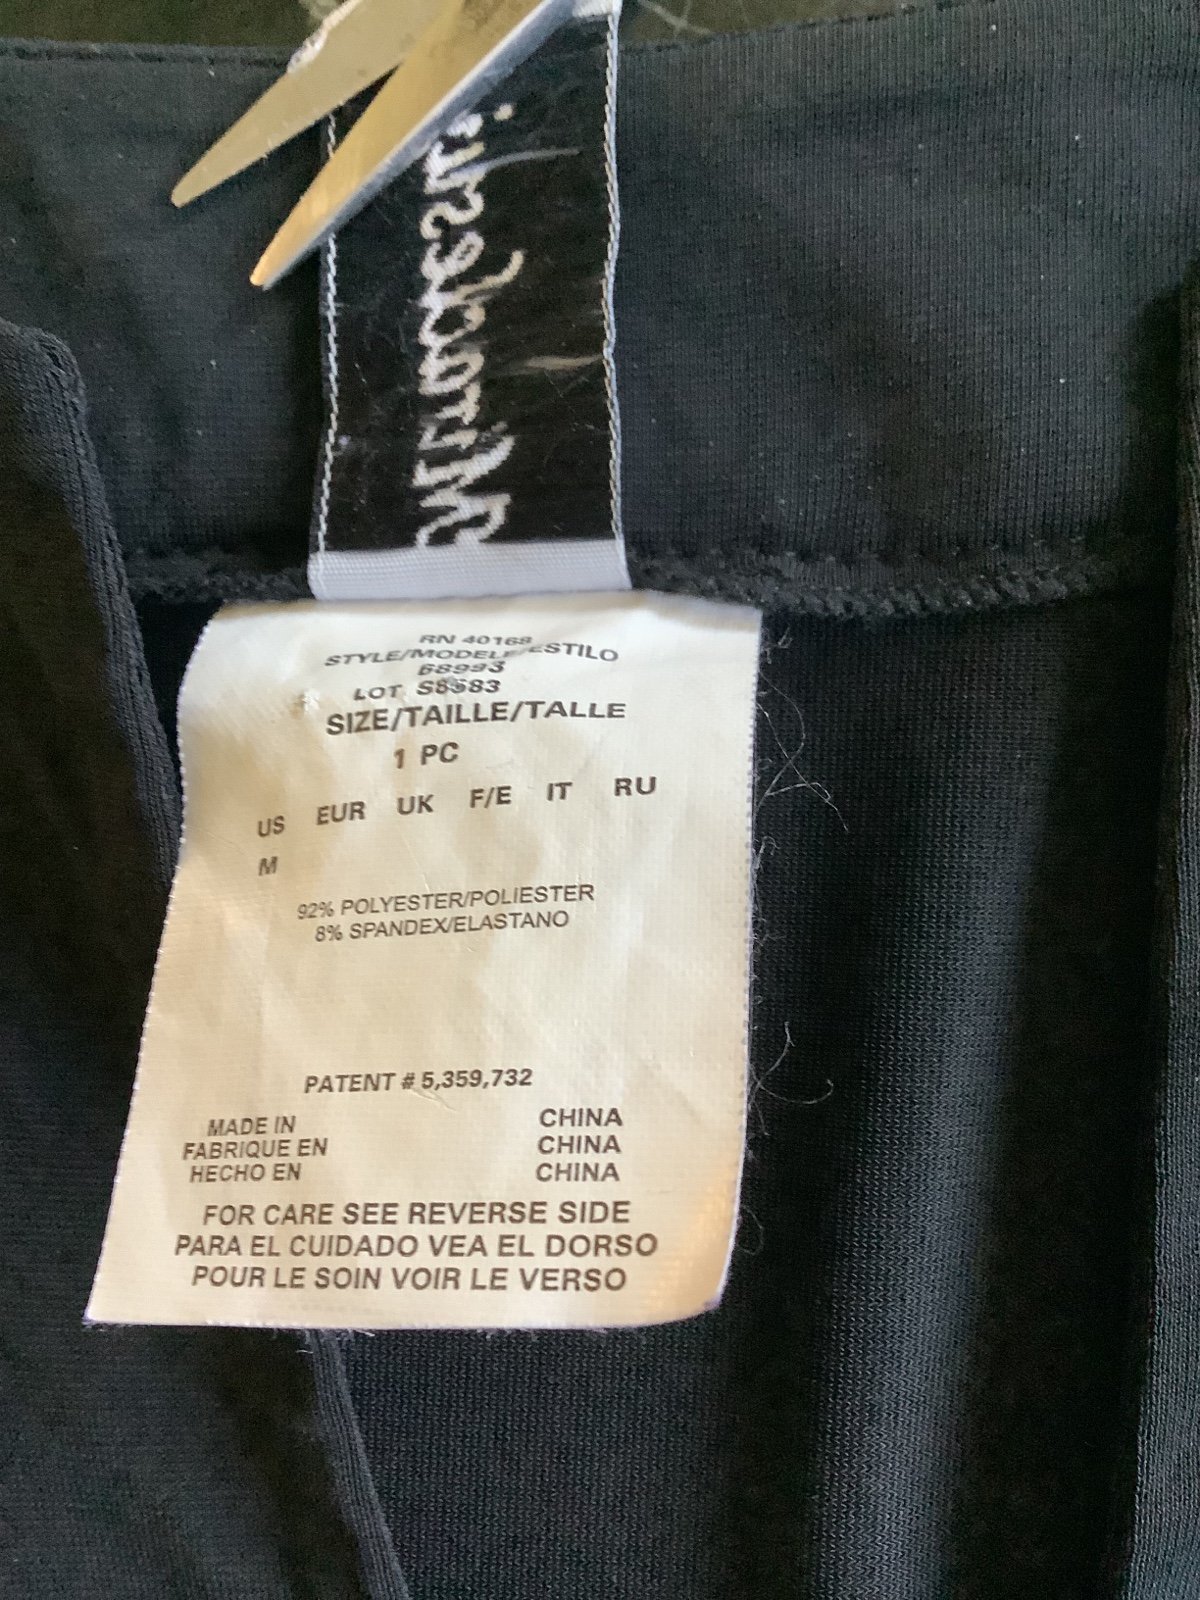 RN 40169
STYLE/MODELE/ESTILO
68993
LOT S8583
SIZE/TAILLE/TALLE
1 PC
US EUR UK F/E IT RU
M
92% POLYESTER/POLIESTER
8% SPANDEX/ELASTANO
PATENT # 5,359,732
MADE IN CHINA
FABRIQUE EN CHINA
HECHO EN CHINA
FOR CARE SEE REVERSE SIDE
PARA EL CUIDADO VEA EL DORSO
POUR LE SOIN VOIR LE VERSO